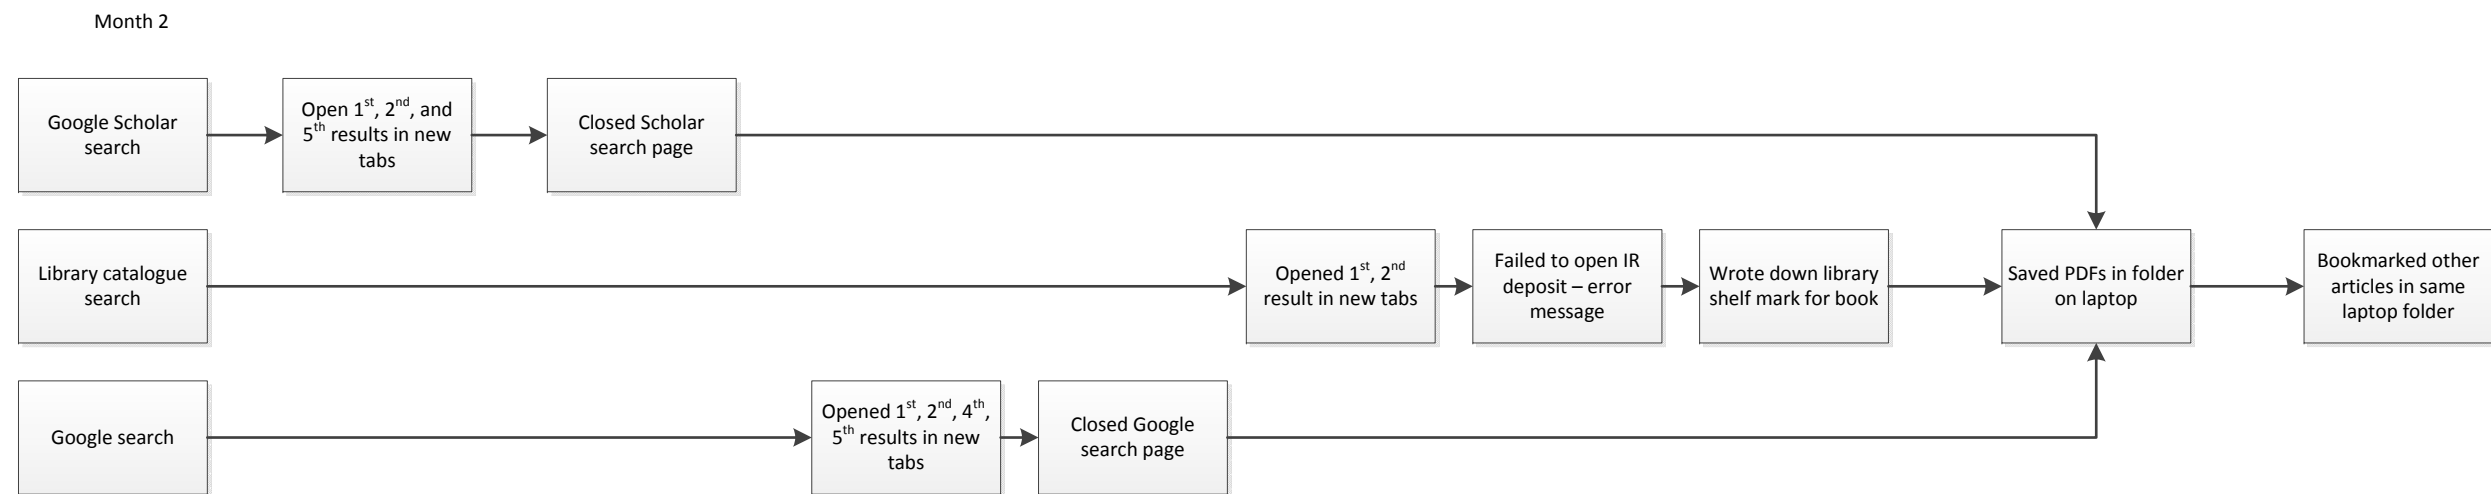 Month 2
Google Scholar
search
Open 1st, 2nd, and
5th results in new
tabs
Closed Scholar
search page
Library catalogue
search
Opened 1st, 2nd
result in new tabs
Failed to open IR
deposit – error
message
Wrote down library
shelf mark for book
Saved PDFs in folder
on laptop
Bookmarked other
articles in same
laptop folder
Google search
Opened 1st, 2nd, 4th,
5th results in new
tabs
Closed Google
search page